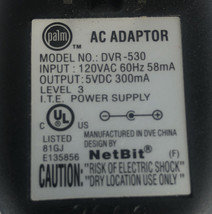 palm
TM
AC ADAPTOR
MODEL NO.: DVR-530
INPUT : 120VAC 60Hz 58mA
OUTPUT: 5VDC 300mA
LEVEL 3
I.T.E. POWER SUPPLY
c UL US
LISTED
81GJ
E135856
MANUFACTURED IN DVE CHINA
DESIGN BY
NetBit® (F)
CAUTION: "RISK OF ELECTRIC SHOCK"
"DRY LOCATION USE ONLY"